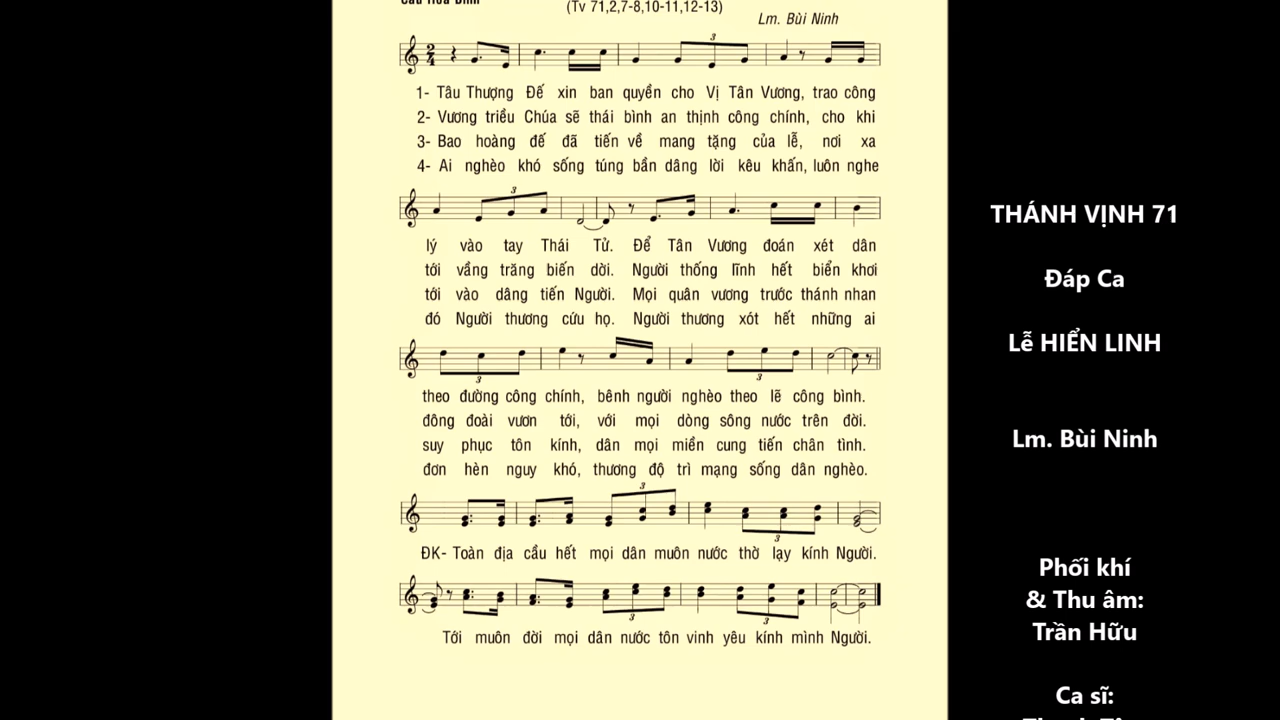 (Tv 71,2,7-8,10-11,12-13)
Lm. Bùi Ninh
1- Tâu Thượng Đế xin ban quyền cho Vị Tân Vương, trao công
2- Vương triều Chúa sẽ thái bình an thịnh công chính, cho khi
3- Bao hoàng đế đã tiến về mang tặng của lễ, nơi xa
4- Ai nghèo khó sống túng bần dâng lời kêu khấn, luôn nghe
lý vào tay Thái Tử. Để Tân Vương đoán xét dân
tới vầng trăng biến dời. Người thống lĩnh hết biển khơi
tới vào dâng tiến Người. Mọi quân vương trước thánh nhan
đó Người thương cứu họ. Người thương xót hết những ai
theo đường công chính, bênh người nghèo theo lẽ công bình.
đông đoài vươn tới, với mọi dòng sông nước trên đời.
suy phục tôn kính, dân mọi miền cung tiến chân tình.
đơn hèn nguy khó, thương độ trì mạng sống dân nghèo.
ĐK- Toàn địa cầu hết mọi dân muôn nước thờ lạy kính Người.
Tới muôn đời mọi dân nước tôn vinh yêu kính mình Người.
THÁNH VỊNH 71
Đáp Ca
Lễ HIỂN LINH
Lm. Bùi Ninh
Phối khí
& Thu âm:
Trần Hữu
Ca sĩ: